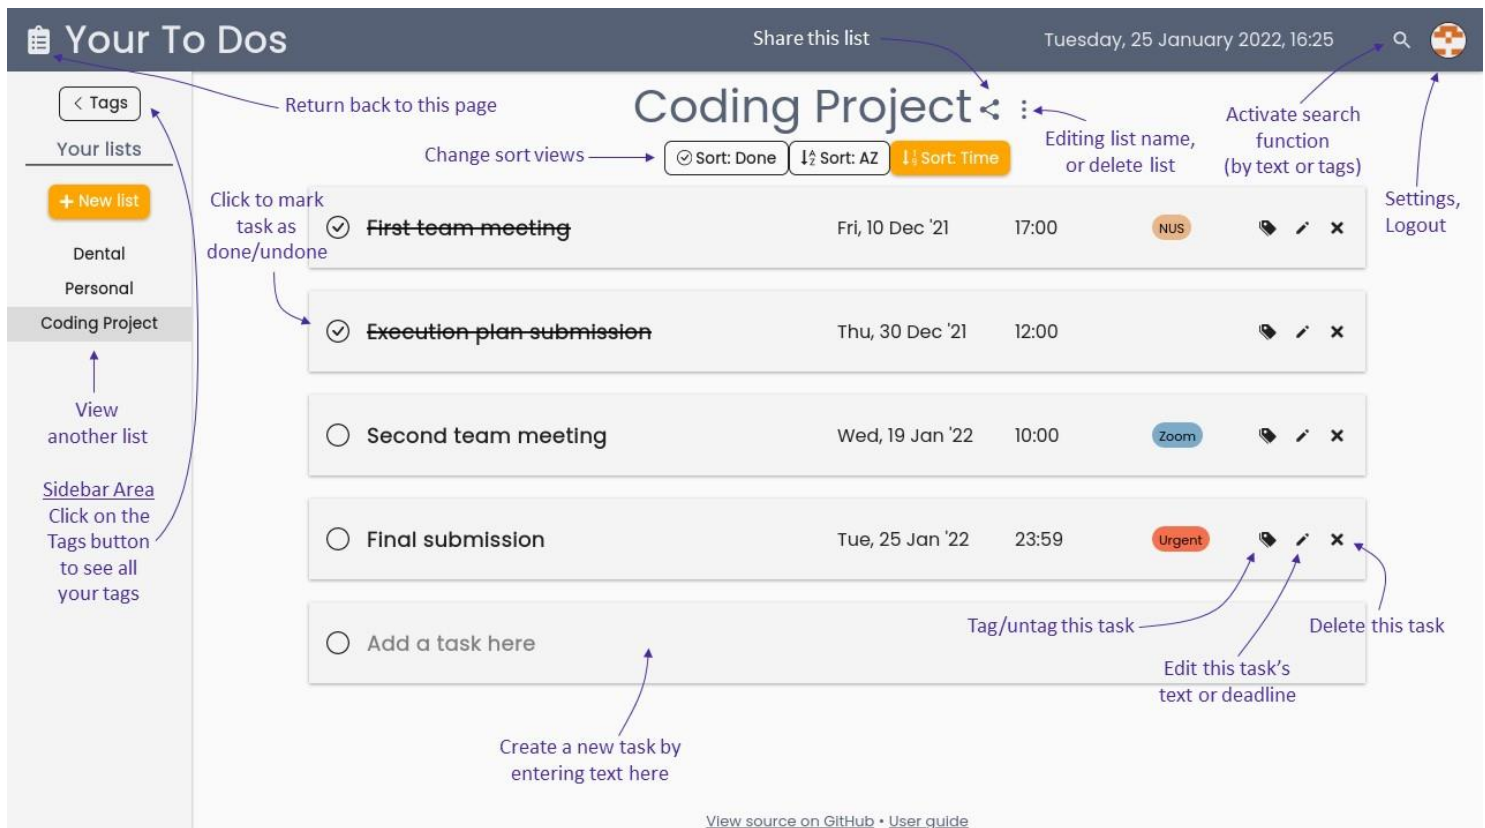 Your To Dos
Share this list
Tuesday, 25 January 2022, 16:25
< Tags
Return back to this page
Coding Project
Editing list name,
or delete list
Activate search
function
(by text or tags)
Settings,
Logout
Your lists
Change sort views
Sort: Done
Sort: AZ
Sort: Time
+ New list
Click to mark
task as
done/undone
First team meeting Fri, 10 Dec '21 17:00 NUS
Dental
Personal
Coding Project
Execution plan submission Thu, 30 Dec '21 12:00
View
another list
Second team meeting Wed, 19 Jan '22 10:00 Zoom
Sidebar Area
Click on the
Tags button
to see all
your tags
Final submission Tue, 25 Jan '22 23:59 Urgent
Add a task here
Tag/untag this task
Delete this task
Edit this task's
text or deadline
Create a new task by
entering text here
View source on GitHub • User guide